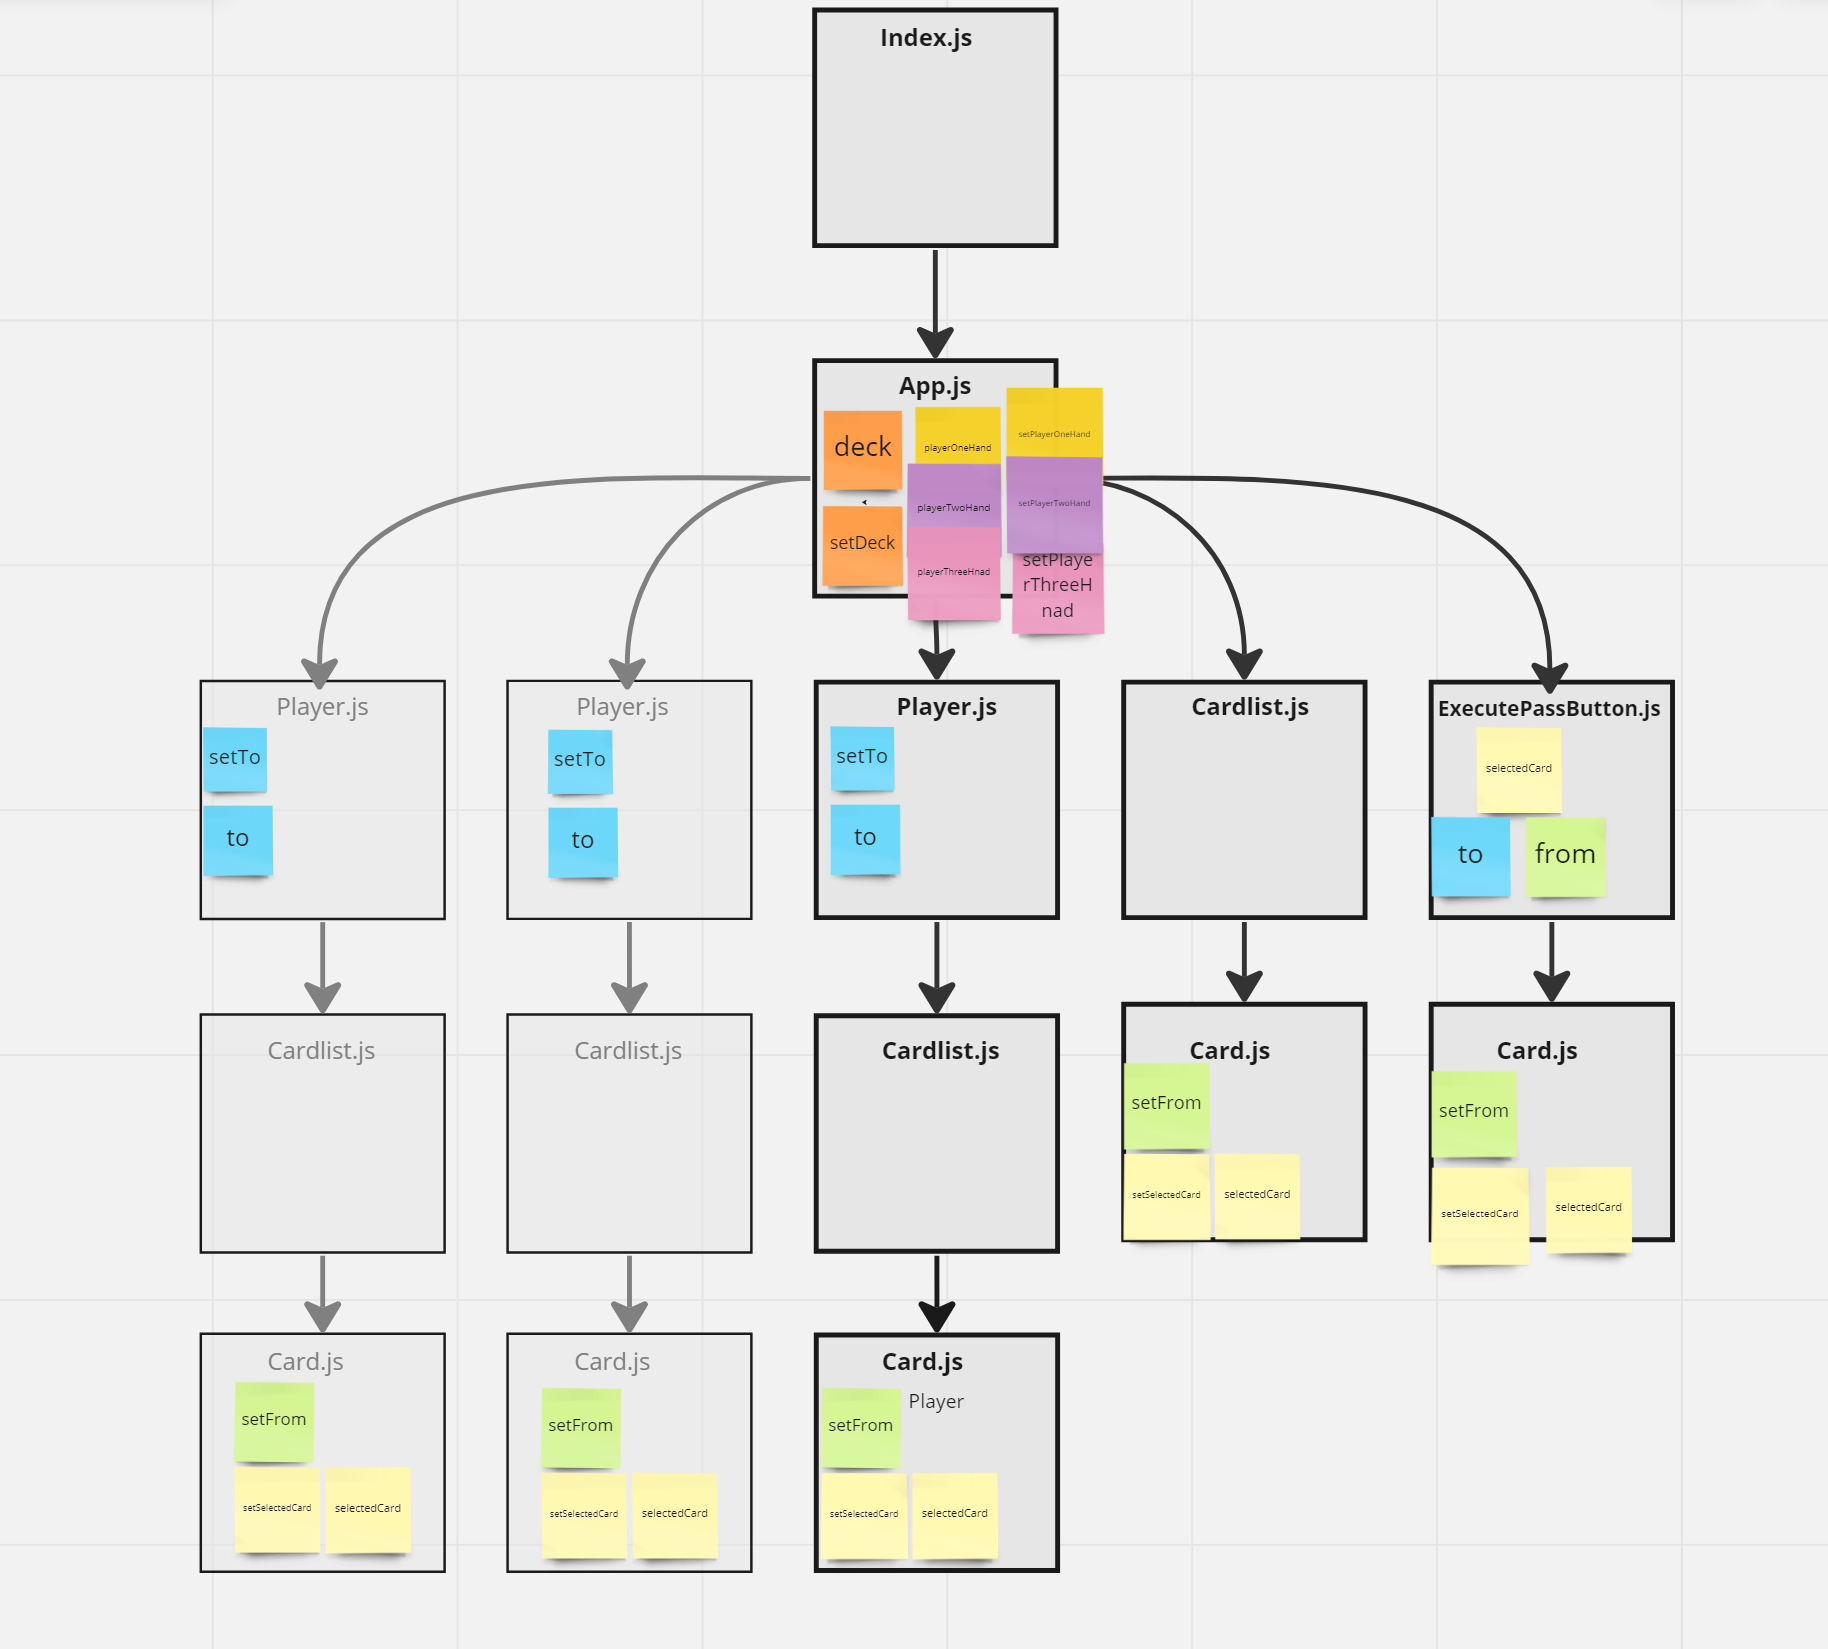 Index.js
App.js
deck
playerOneHand
setPlayerOneHand
playerTwoHand
setPlayerTwoHand
setDeck
playerThreeHnad
setPlaye
rThreeH
nad
Player.js
setTo
to
Player.js
setTo
to
Player.js
setTo
to
Cardlist.js
ExecutePassButton.js
selectedCard
to
from
Cardlist.js
Cardlist.js
Cardlist.js
Card.js
setFrom
setSelectedCard
selectedCard
Card.js
setFrom
setSelectedCard
selectedCard
Card.js
setFrom
setSelectedCard
selectedCard
Card.js
setFrom
setSelectedCard
selectedCard
Card.js
Player
setFrom
setSelectedCard
selectedCard